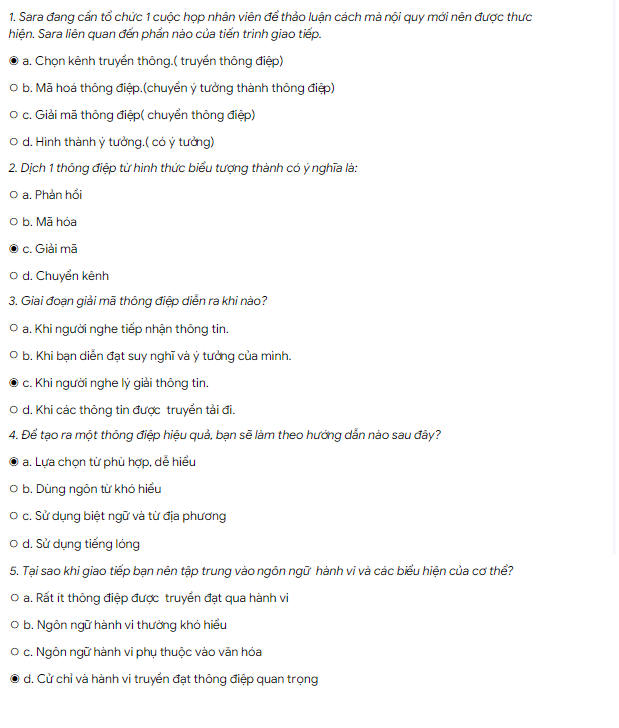 1. Sara đang cần tổ chức 1 cuộc họp nhân viên để thảo luận cách mà nội quy mới nên được thưc
hiện. Sara liên quan đến phần nào của tiến trình giao tiếp.
a. Chọn kênh truyền thông.( truyền thông điệp)
b. Mã hoá thông điệp.(chuyển ý tưởng thành thông điệp)
c. Giải mã thông điệp( chuyển thông điệp)
d. Hình thành ý tưởng.( có ý tưởng)
2. Dịch 1 thông điệp từ hình thức biểu tượng thành có ý nghĩa là:
a. Phản hồi
b. Mã hóa
c. Giải mã
d. Chuyển kênh
3. Giai đoạn giải mã thông điệp diễn ra khi nào?
a. Khi người nghe tiếp nhận thông tin.
b. Khi bạn diễn đạt suy nghĩ và ý tưởng của mình.
c. Khi người nghe lý giải thông tin.
d. Khi các thông tin được truyền tải đi.
4. Để tạo ra một thông điệp hiệu quả, bạn sẽ làm theo hướng dẫn nào sau đây?
a. Lựa chọn từ phù hợp, dễ hiểu
b. Dùng ngôn từ khó hiểu
c. Sử dụng biệt ngữ và từ địa phương
d. Sử dụng tiếng lóng
5. Tại sao khi giao tiếp bạn nên tập trung vào ngôn ngữ hành vi và các biểu hiện của cơ thể?
a. Rất ít thông điệp được truyền đạt qua hành vi
b. Ngôn ngữ hành vi thường khó hiểu
c. Ngôn ngữ hành vi phụ thuộc vào văn hóa
d. Cử chỉ và hành vi truyền đạt thông điệp quan trọng